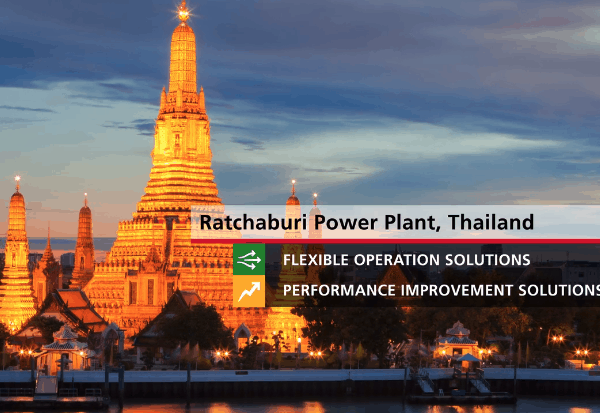 Ratchaburi Power Plant, Thailand
FLEXIBLE OPERATION SOLUTIONS
PERFORMANCE IMPROVEMENT SOLUTIONS